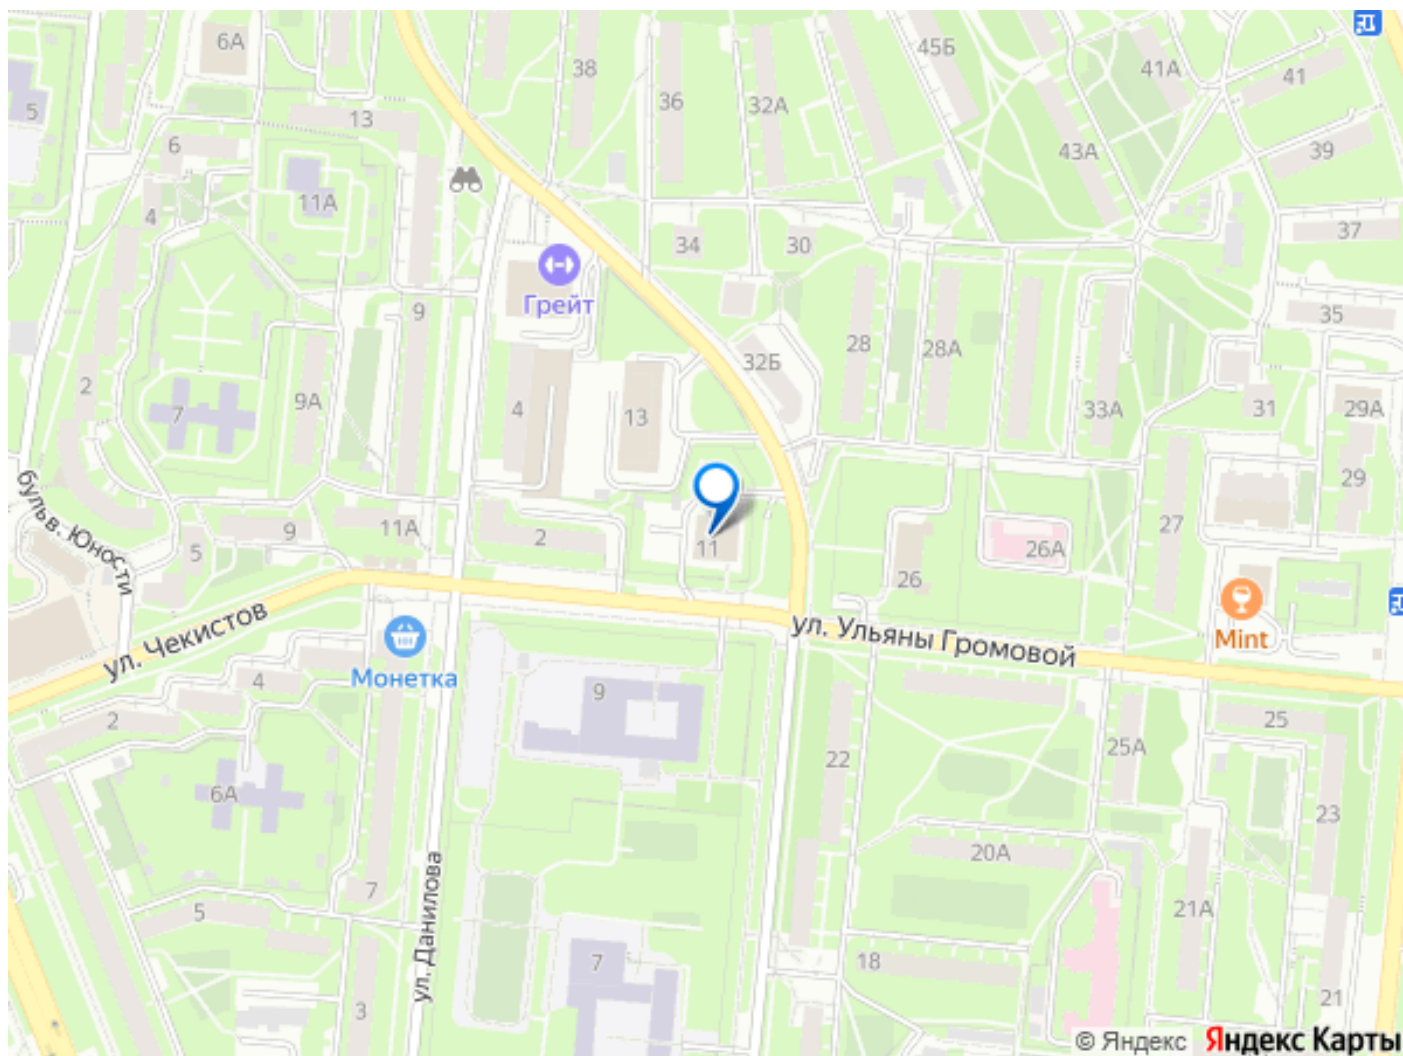 6А
38
45Б
41А
41
5
36
32А
13
6
43А
39
11А
4
34
30
37
Грейт
9
35
32Б
28
28А
2
9А
7
4
13
33А
31
29А
29
бульв. Юности
9
11А
2
11
27
5
26
26А
ул. Чекистов
ул. Ульяны Громовой
Mint
Монетка
4
9
2
25
22
25А
6А
23
20А
7
5
21А
ул. Данилова
7
18
3
21
© Яндекс Яндекс Карты